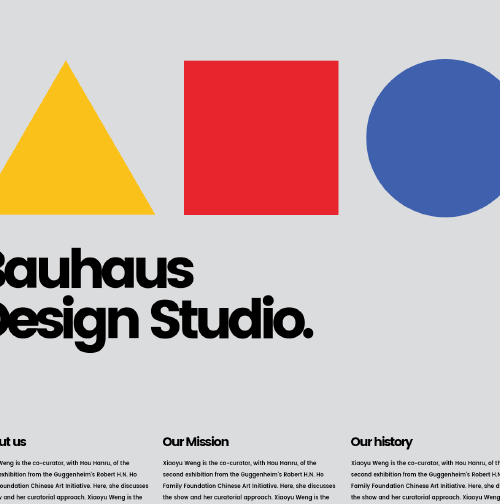 Bauhaus
Design Studio.
ut us
Our Mission
Our history
Weng is the co-curator, with Hou Hanru, of the
exhibition from the Guggenheim's Robert H.N. Ho
oundation Chinese Art Initiative. Here, she discusses
and her curatorial approach. Xiaoyu Weng is the
Xiaoyu Weng is the co-curator, with Hou Hanru, of the
second exhibition from the Guggenheim's Robert H.N. Ho
Family Foundation Chinese Art Initiative. Here, she discusses
the show and her curatorial approach. Xiaoyu Weng is the
Xiaoyu Weng is the co-curator, with Hou Hanru, of th
second exhibition from the Guggenheim's Robert H.N
Family Foundation Chinese Art Initiative. Here, she d
the show and her curatorial approach. Xiaoyu W